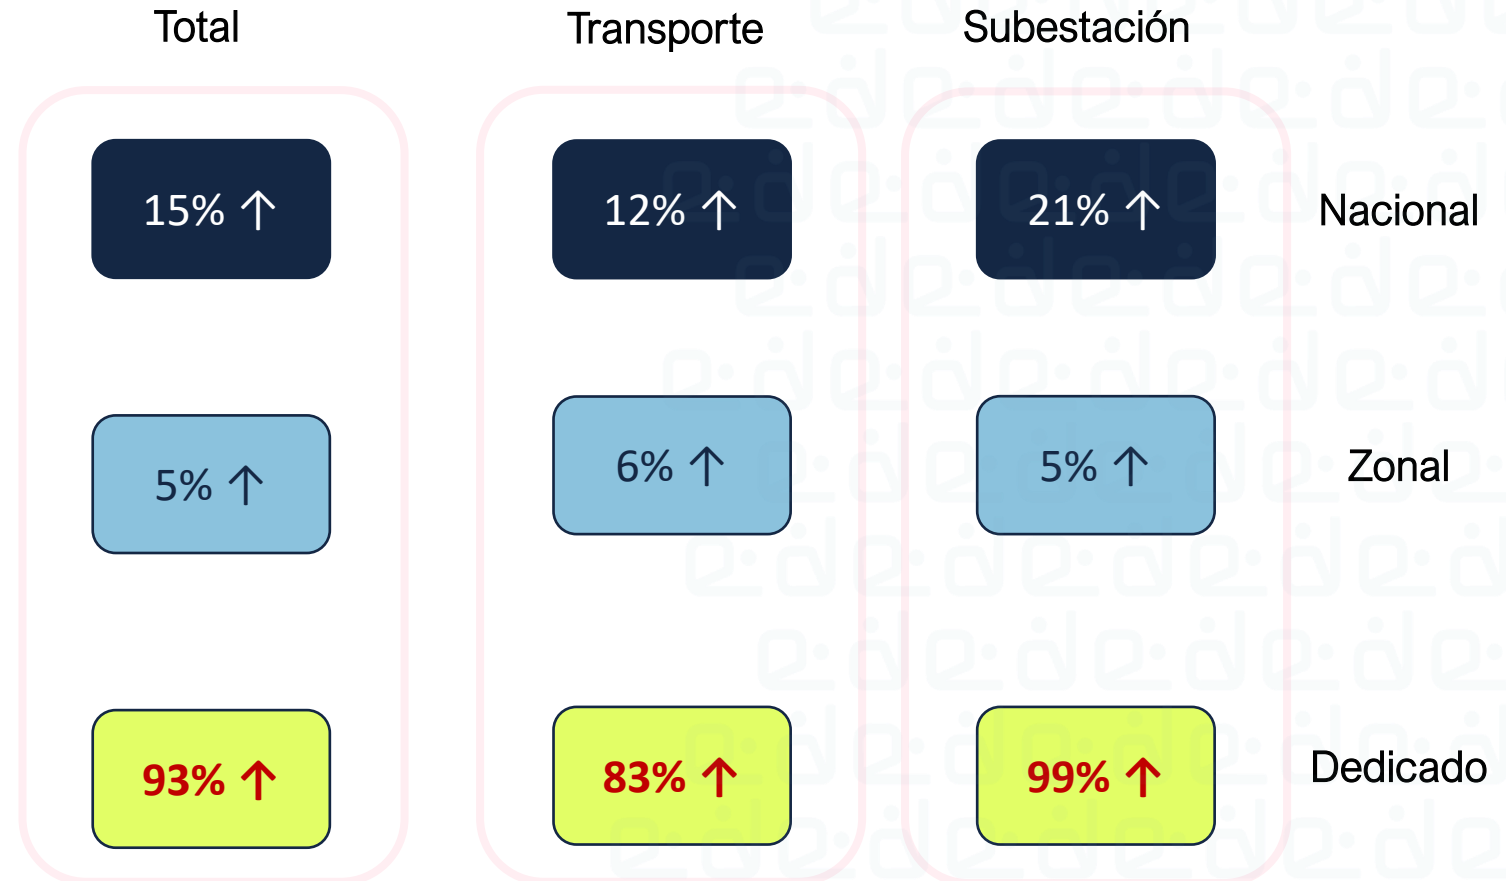 Total Transporte Subestación
15% ↑ 12% ↑ 21% ↑ Nacional
5% ↑ 6% ↑ 5% ↑ Zonal
93% ↑ 83% ↑ 99% ↑ Dedicado